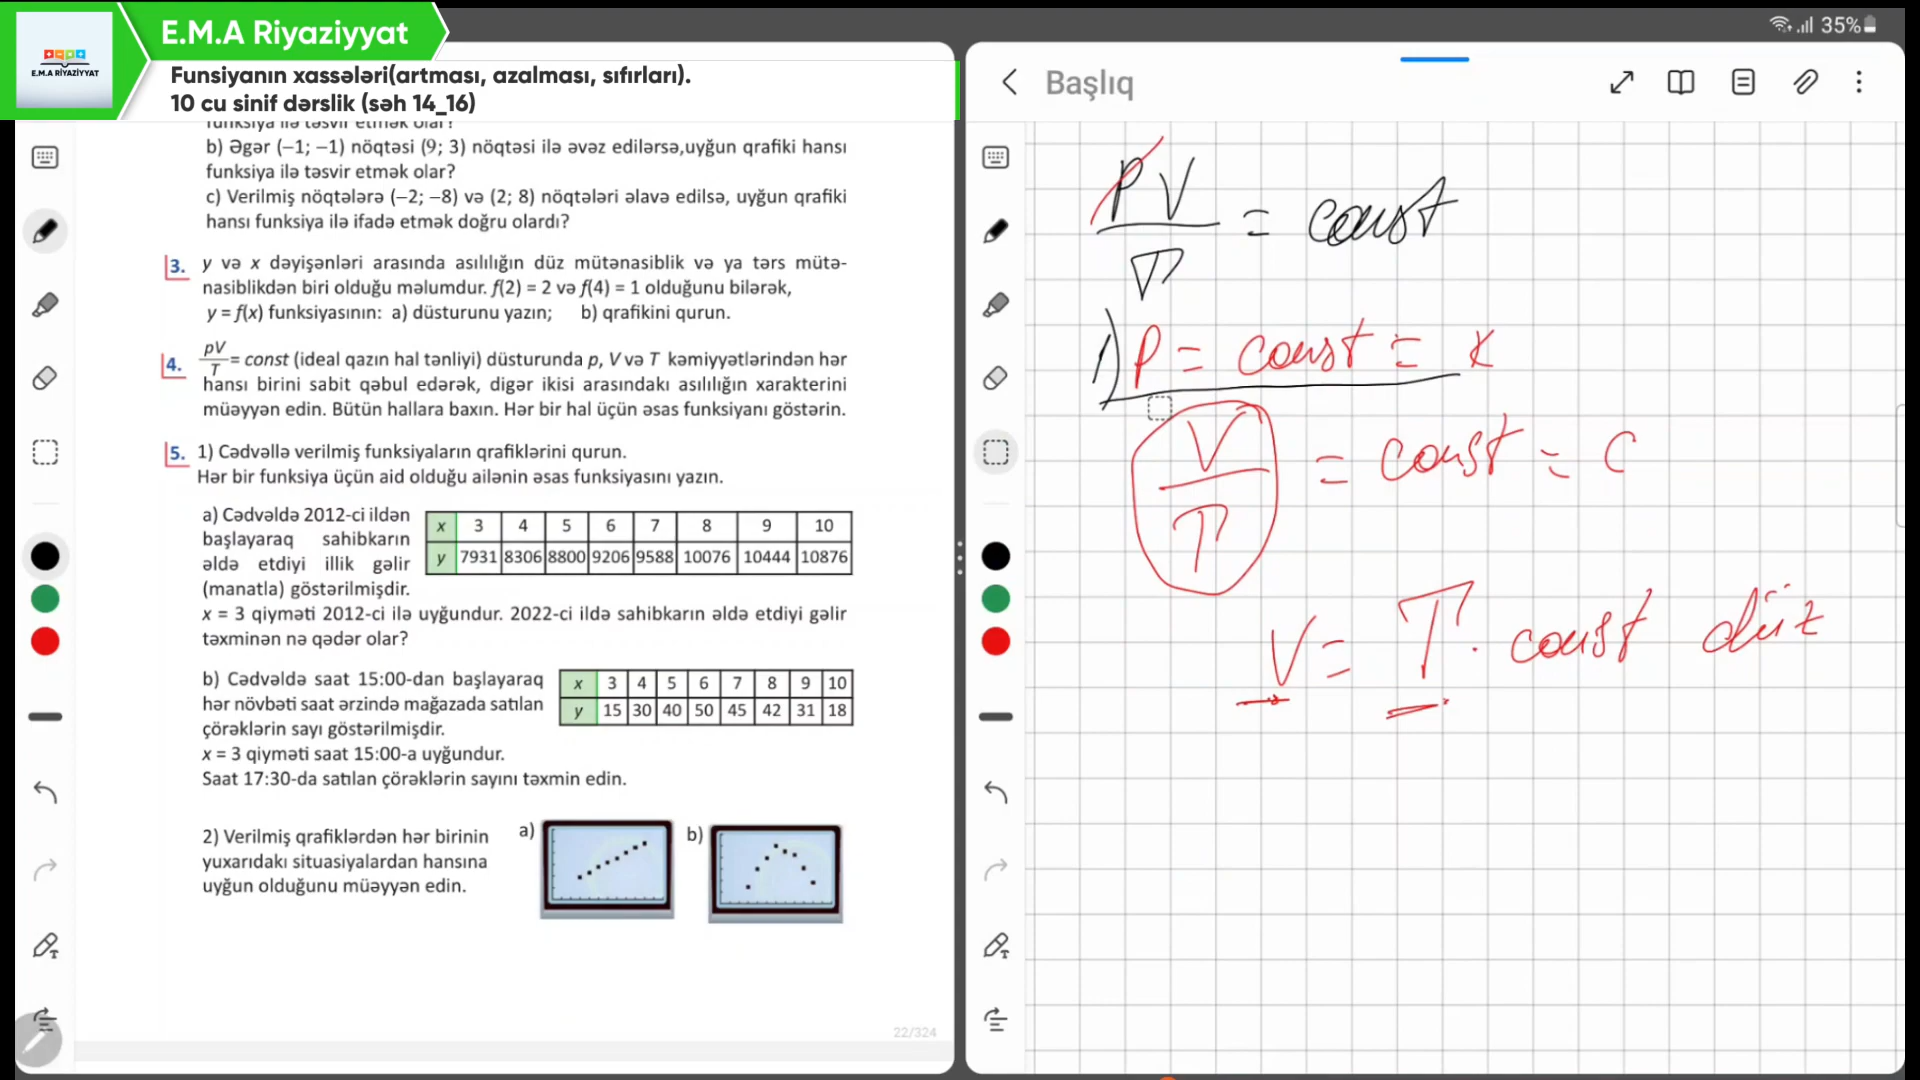 E.M.A Riyaziyyat
E.M.A RİYAZİYYAT
Funsiyanın xassələri(artması, azalması, sıfırları).
10 cu sinif dərslik (səh 14_16)
35%
funksiya ilə təsvir etmək olar?
b) Əgər (−1; −1) nöqtəsi (9; 3) nöqtəsi ilə əvəz edilərsə,uyğun qrafiki hansı
funksiya ilə təsvir etmək olar?
c) Verilmiş nöqtələrə (−2; −8) və (2; 8) nöqtələri əlavə edilsə, uyğun qrafiki
hansı funksiya ilə ifadə etmək doğru olardı?
3. y və x dəyişənləri arasında asılılığın düz mütənasiblik və ya tərs mütə-
nasiblikdən biri olduğu məlumdur. f(2) = 2 və f(4) = 1 olduğunu bilərək,
y = f(x) funksiyasının: a) düsturunu yazın; b) qrafikini qurun.
4. pV/T = const (ideal qazın hal tənliyi) düsturunda p, V və T kəmiyyətlərindən hər
hansı birini sabit qəbul edərək, digər ikisi arasındakı asılılığın xarakterini
müəyyən edin. Bütün hallara baxın. Hər bir hal üçün əsas funksiyanı göstərin.
5. 1) Cədvəllə verilmiş funksiyaların qrafiklərini qurun.
Hər bir funksiya üçün aid olduğu ailənin əsas funksiyasını yazın.
a) Cədvəldə 2012-ci ildən
başlayaraq sahibkarın
əldə etdiyi illik gəlir
(manatla) göstərilmişdir.
x 3 4 5 6 7 8 9 10
y 7931 8306 8800 9206 9588 10076 10444 10876
x = 3 qiyməti 2012-ci ilə uyğundur. 2022-ci ildə sahibkarın əldə etdiyi gəlir
təxminən nə qədər olar?
b) Cədvəldə saat 15:00-dan başlayaraq
hər növbəti saat ərzində mağazada satılan
çörəklərin sayı göstərilmişdir.
x 3 4 5 6 7 8 9 10
y 15 30 40 50 45 42 31 18
x = 3 qiyməti saat 15:00-a uyğundur.
Saat 17:30-da satılan çörəklərin sayını təxmin edin.
2) Verilmiş qrafiklərdən hər birinin
yuxarıdakı situasiyalardan hansına
uyğun olduğunu müəyyən edin.
a) b)
22/324
Başlıq
PV/T = const
1) P = const = k
V/T = const = C
V = T · const düz